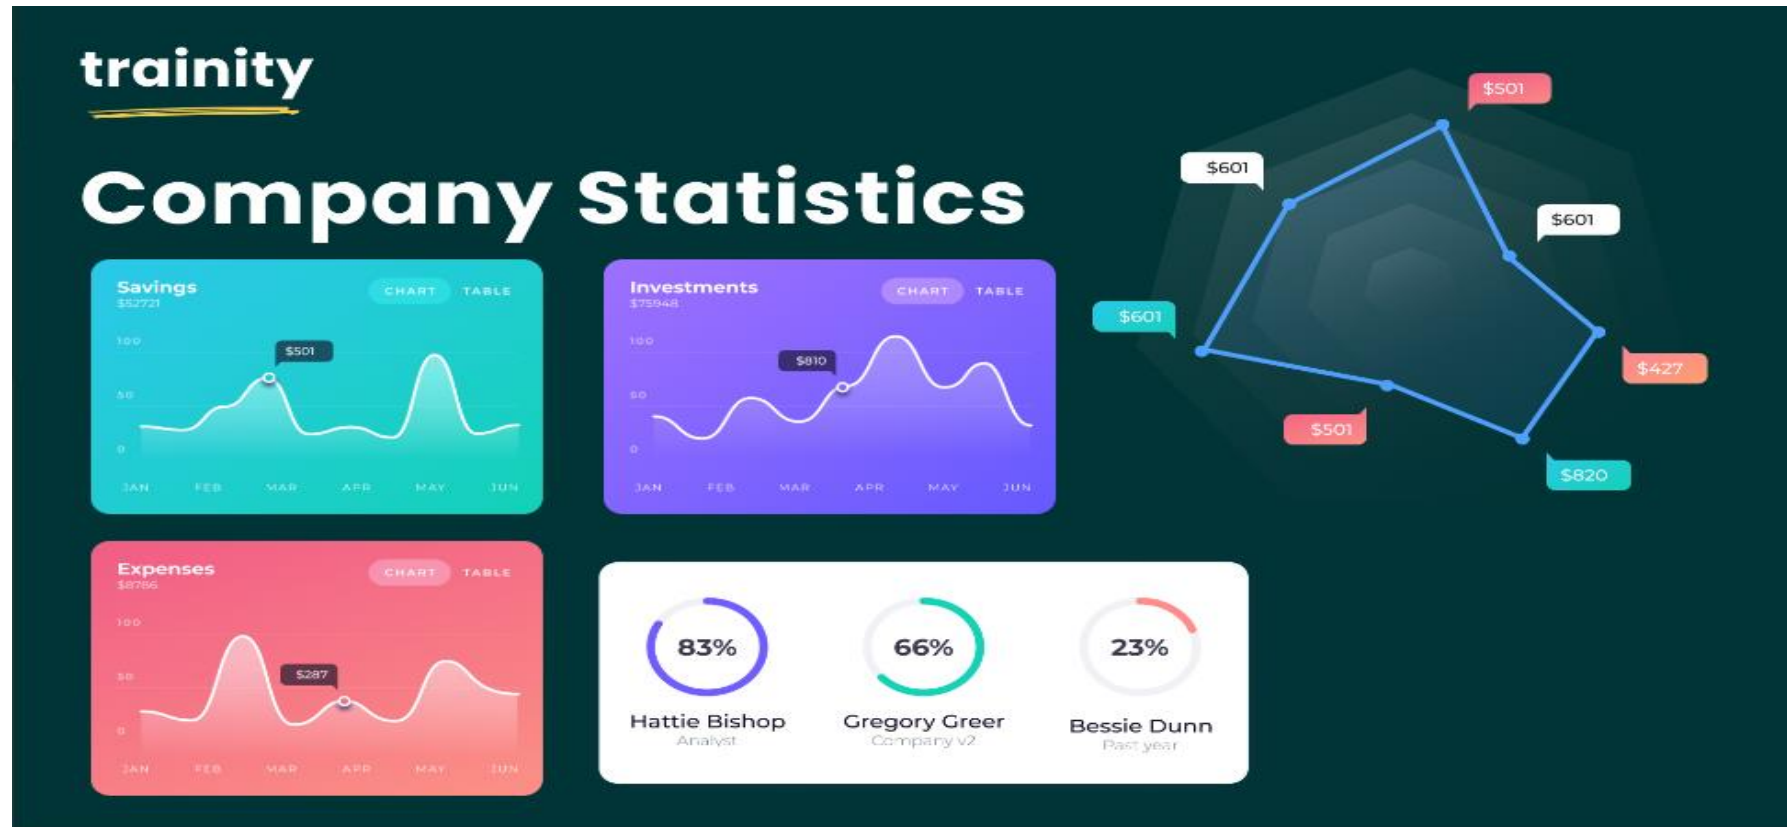 trainity
Company Statistics
Savings
$52721
CHART TABLE
100
$501
50
0
JAN FEB MAR APR MAY JUN
Investments
$75948
CHART TABLE
100
$810
50
0
JAN FEB MAR APR MAY JUN
$501
$601
$601
$601
$427
$501
$820
Expenses
$8786
CHART TABLE
100
50
$287
0
JAN FEB MAR APR MAY JUN
83%
66%
23%
Hattie Bishop
Analyst
Gregory Greer
Company v2
Bessie Dunn
Past year